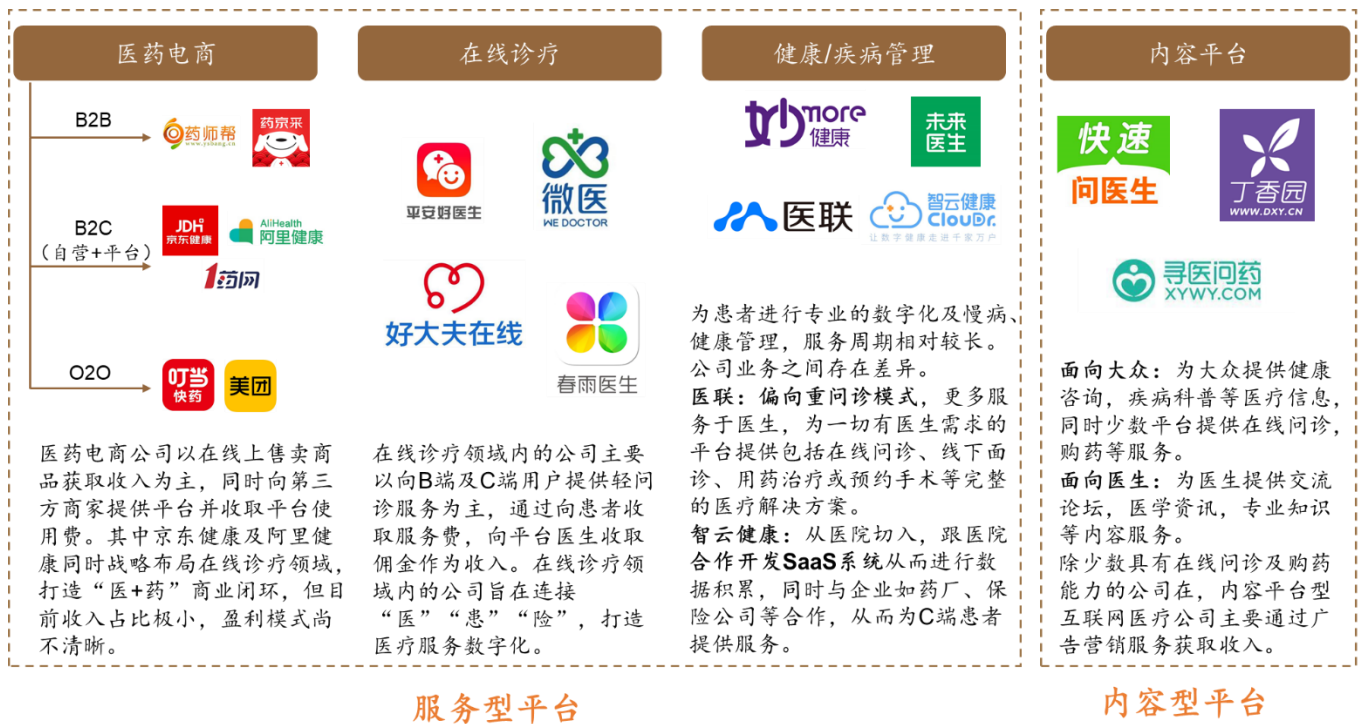 医药电商
B2B
药师帮
www.ysbang.cn
药京采
B2C
（自营+平台）
JDH
京东健康
AliHealth
阿里健康
1药网
O2O
叮当
快药
美团
医药电商公司以在线上售卖商
品获取收入为主，同时向第三
方商家提供平台并收取平台使
用费。其中京东健康及阿里健
康同时战略布局在线诊疗领域，
打造“医+药”商业闭环，但目
前收入占比极小，盈利模式尚
不清晰。
在线诊疗
平安好医生
微医
WE DOCTOR
好大夫在线
春雨医生
在线诊疗领域内的公司主要
以向B端及C端用户提供轻问
诊服务为主，通过向患者收
取服务费，向平台医生收取
佣金作为收入。在线诊疗领
域内的公司旨在连接
“医”“患”“险”，打造
医疗服务数字化。
健康/疾病管理
妙more
健康
未来
医生
医联
智云健康
ClouDr.
让数字健康走进千家万户
为患者进行专业的数字化及慢病、
健康管理，服务周期相对较长。
公司业务之间存在差异。
医联：偏向重问诊模式，更多服
务于医生，为一切有医生需求的
平台提供包括在线问诊、线下面
诊、用药治疗或预约手术等完整
的医疗解决方案。
智云健康：从医院切入，跟医院
合作开发SaaS系统从而进行数
据积累，同时与企业如药厂、保
险公司等合作，从而为C端患者
提供服务。
服务型平台
内容平台
快速
问医生
丁香园
WWW.DXY.CN
寻医问药
XYWY.COM
面向大众：为大众提供健康
咨询，疾病科普等医疗信息，
同时少数平台提供在线问诊，
购药等服务。
面向医生：为医生提供交流
论坛，医学资讯，专业知识
等内容服务。
除少数具有在线问诊及购药
能力的公司在，内容平台型
互联网医疗公司主要通过广
告营销服务获取收入。
内容型平台